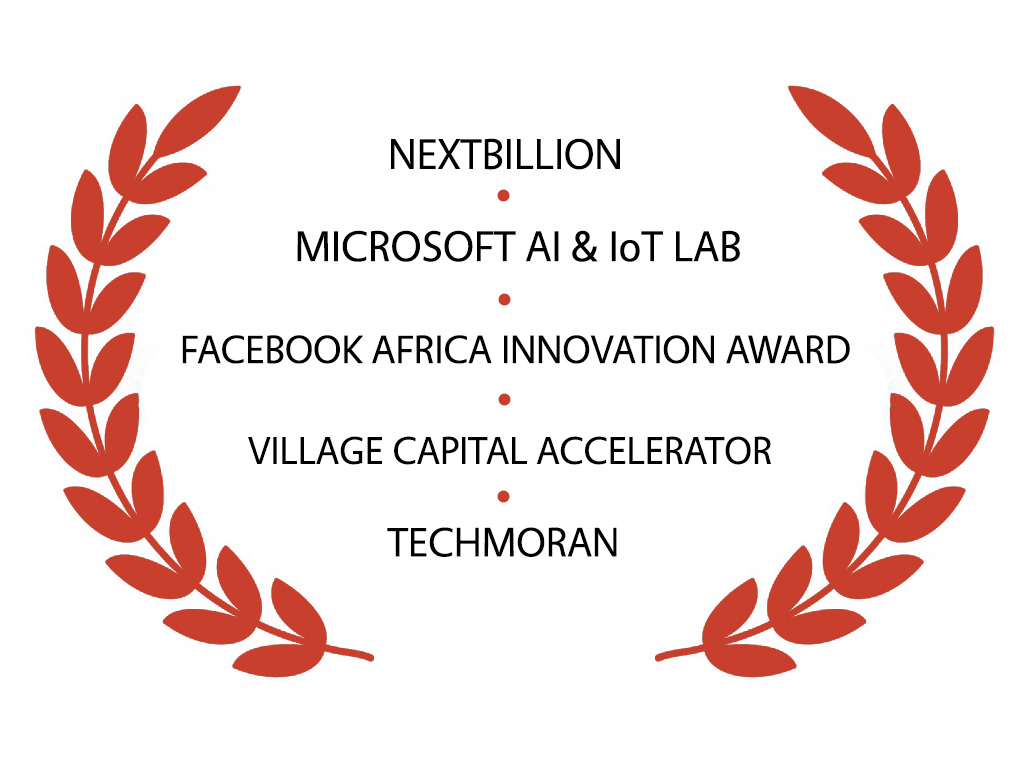 NEXTBILLION
MICROSOFT AI & IoT LAB
FACEBOOK AFRICA INNOVATION AWARD
VILLAGE CAPITAL ACCELERATOR
TECHMORAN